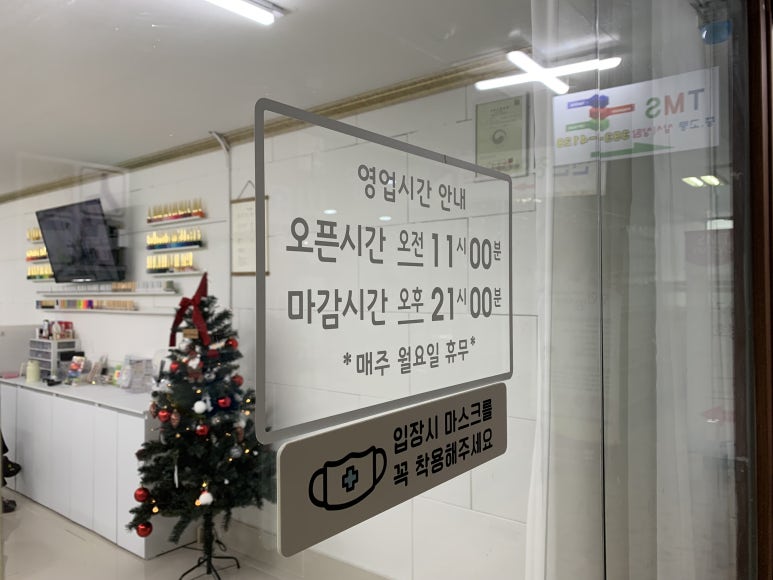 영업시간 안내
오픈시간 오전 11시 00분
마감시간 오후 21시 00분
*매주 월요일 휴무*
입장시 마스크를
꼭 착용해주세요
TMS